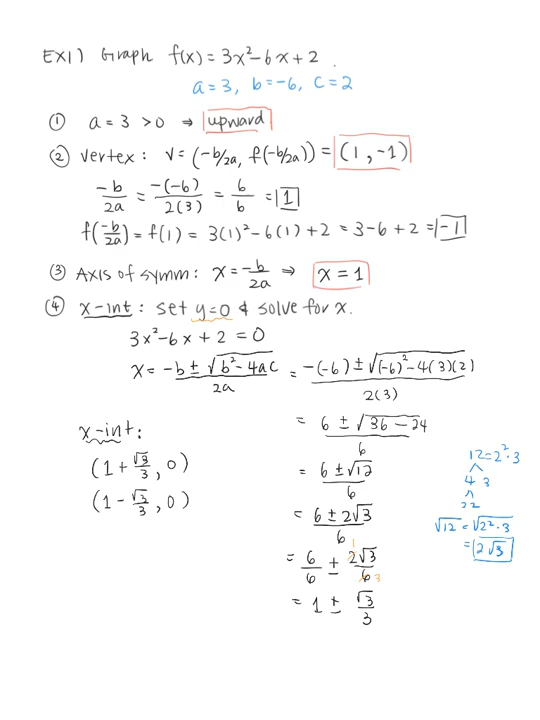 EX1) Graph f(x) = 3x²-6x+2.
a=3, b=-6, c=2
① a = 3 > 0 ⇒ upward
② vertex: V = (-b/2a, f(-b/2a)) = (1, -1)
-b/2a = -(-6)/2(3) = 6/6 = 1
f(-b/2a) = f(1) = 3(1)²-6(1)+2 = 3-6+2 = -1
③ Axis of symm: x = -b/2a ⇒ x = 1
④ x-int: set y=0 & solve for x.
3x²-6x+2 = 0
x = -b ± √(b²-4ac) / 2a = -(-6) ± √((-6)²-4(3)(2)) / 2(3)
= 6 ± √(36-24) / 6
= 6 ± √12 / 6
= 6 ± 2√3 / 6
= 6/6 ± 2√3/6
1
3
= 1 ± √3/3
x-int:
(1 + √3/3, 0)
(1 - √3/3, 0)
12 = 2²·3
4 3
22
√12 = √2²·3
= 2√3